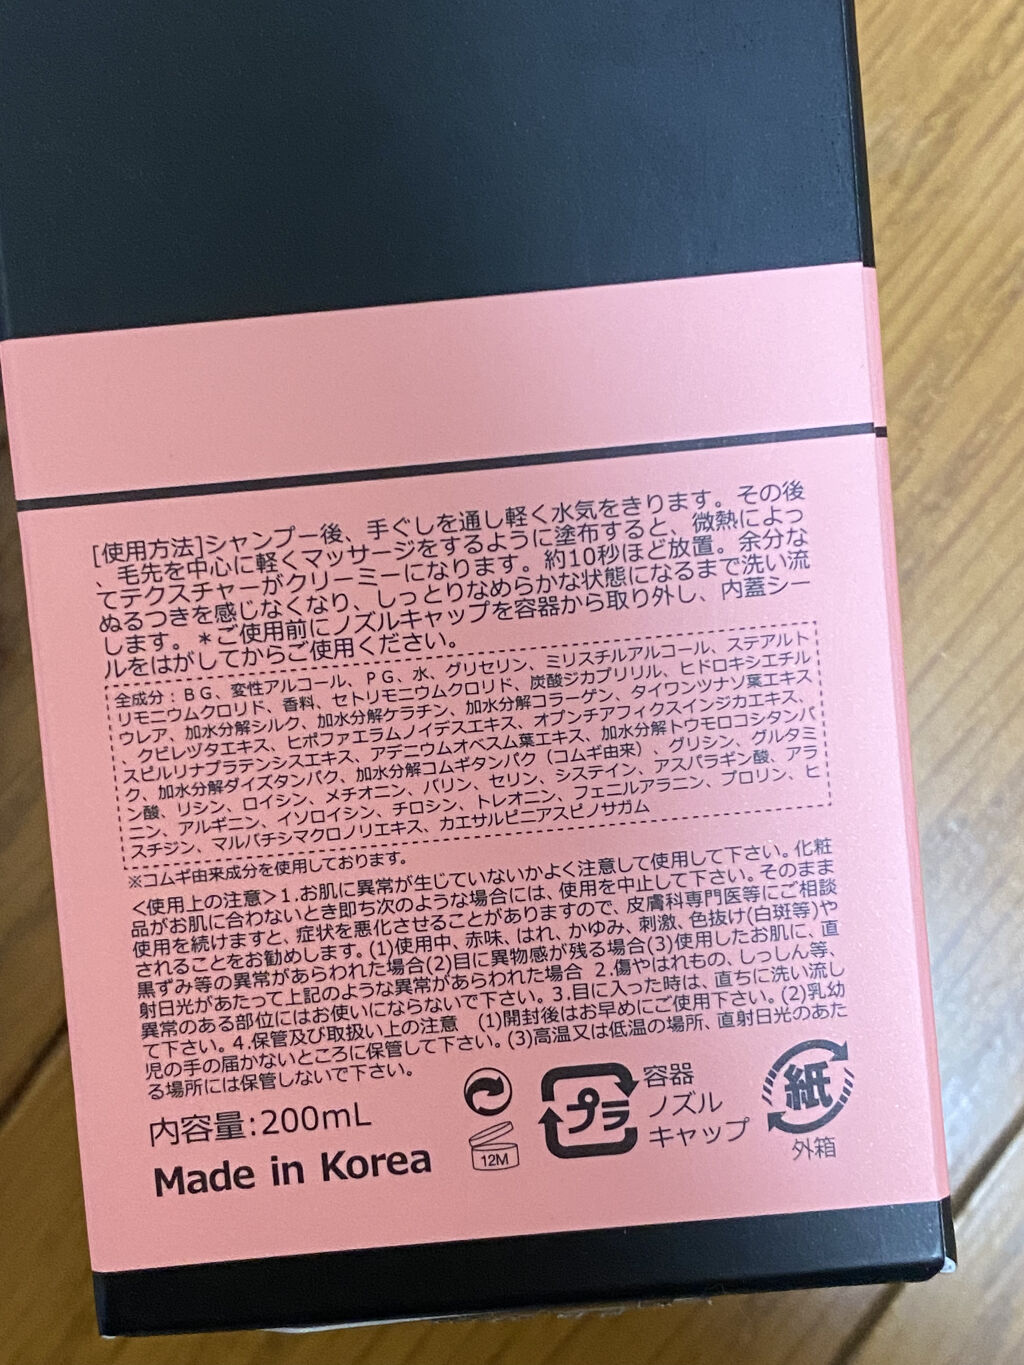 [使用方法]シャンプー後、手ぐしを通し軽く水気をきります。その後
、毛先を中心に軽くマッサージをするように塗布すると、微熱によっ
てテクスチャーがクリーミーになります。約10秒ほど放置。余分な
ぬるつきを感じなくなり、しっとりなめらかな状態になるまで洗い流
します。＊ご使用前にノズルキャップを容器から取り外し、内蓋シー
ルをはがしてからご使用ください。
全成分：ＢＧ、変性アルコール、ＰＧ、水、グリセリン、ミリスチルアルコール、ステアルト
リモニウムクロリド、香料、セトリモニウムクロリド、炭酸ジカプリリル、ヒドロキシエチル
ウレア、加水分解シルク、加水分解ケラチン、加水分解コラーゲン、タイワンツナソ葉エキス
、クビレヅタエキス、ヒポファエラムノイデスエキス、オプンチアフィクスインジカエキス、
スピルリナプラテンシスエキス、アデニウムオベスム葉エキス、加水分解トウモロコシタンパ
ク、加水分解ダイズタンパク、加水分解コムギタンパク（コムギ由来）、グリシン、グルタミ
ン酸、リシン、ロイシン、メチオニン、バリン、セリン、システイン、アスパラギン酸、アラ
ニン、アルギニン、イソロイシン、チロシン、トレオニン、フェニルアラニン、プロリン、ヒ
スチジン、マルバチシマクロノリエキス、カエサルピニアスピノサガム
※コムギ由来成分を使用しております。
＜使用上の注意＞1.お肌に異常が生じていないかよく注意して使用して下さい。化粧
品がお肌に合わないとき即ち次のような場合には、使用を中止して下さい。そのまま
使用を続けますと、症状を悪化させることがありますので、皮膚科専門医等にご相談
されることをお勧めします。(1)使用中、赤味、はれ、かゆみ、刺激、色抜け(白斑等)や
黒ずみ等の異常があらわれた場合(2)目に異物感が残る場合(3)使用したお肌に、直
射日光があたって上記のような異常があらわれた場合 2.傷やはれもの、しっしん等、
異常のある部位にはお使いにならないで下さい。3.目に入った時は、直ちに洗い流し
て下さい。4.保管及び取扱い上の注意 (1)開封後はお早めにご使用下さい。(2)乳幼
児の手の届かないところに保管して下さい。(3)高温又は低温の場所、直射日光のあた
る場所には保管しないで下さい。
内容量:200mL
Made in Korea
12M
プラ
容器
ノズル
キャップ
紙
外箱